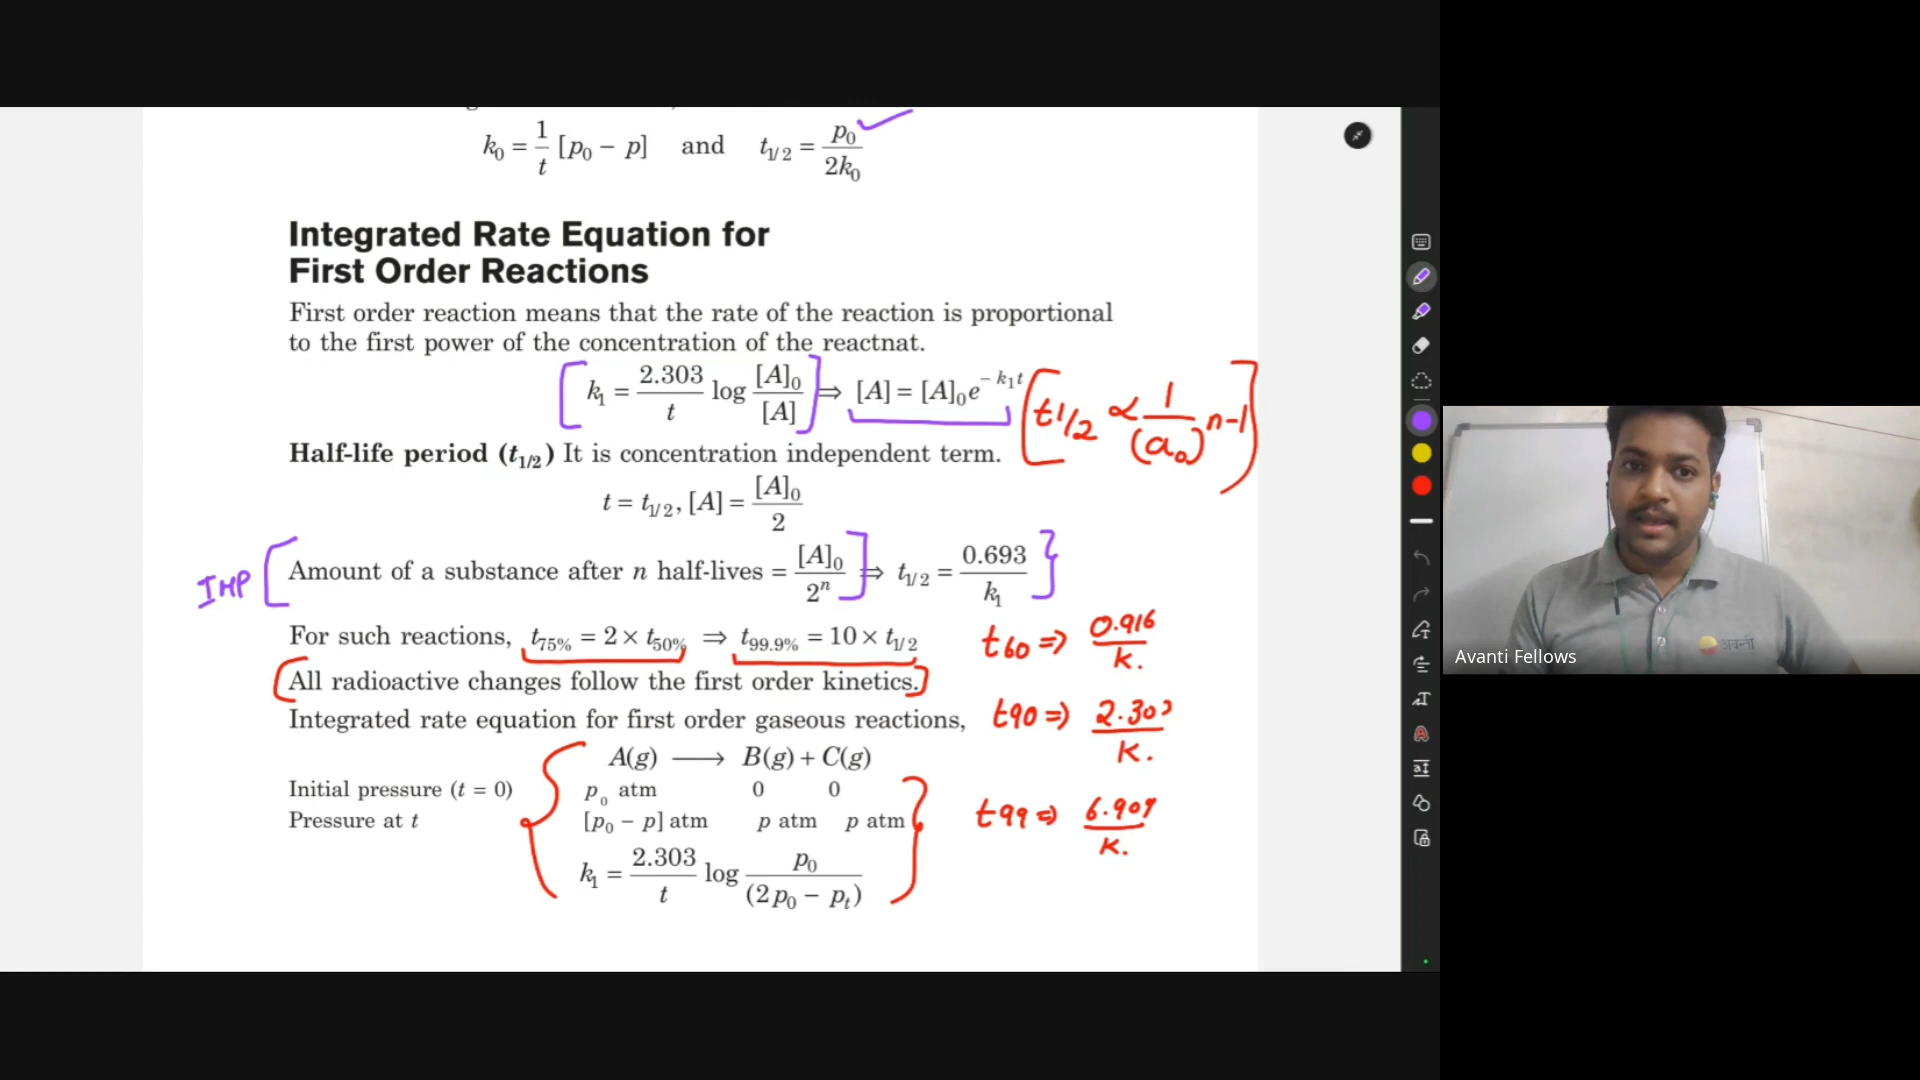 k₀ = 1/t [p₀ − p] and t₁/₂ = p₀/2k₀
Integrated Rate Equation for
First Order Reactions
First order reaction means that the rate of the reaction is proportional
to the first power of the concentration of the reactnat.
k₁ = 2.303/t log [A]₀/[A] ⇒ [A] = [A]₀e^(−k₁t)
t1/2 ∝ 1/(a₀)^(n-1)
Half-life period (t₁/₂) It is concentration independent term.
t = t₁/₂, [A] = [A]₀/2
IMP
Amount of a substance after n half-lives = [A]₀/2ⁿ ⇒ t₁/₂ = 0.693/k₁
For such reactions, t₇₅% = 2 × t₅₀% ⇒ t₉₉.₉% = 10 × t₁/₂
t60 ⇒ 0.916/k.
All radioactive changes follow the first order kinetics.
Integrated rate equation for first order gaseous reactions,
t90 ⇒ 2.303/K.
A(g) ⟶ B(g) + C(g)
Initial pressure (t = 0) p₀ atm 0 0
Pressure at t [p₀ − p] atm p atm p atm
t99 ⇒ 6.909/K.
k₁ = 2.303/t log p₀/(2p₀ − pₜ)
अवन्ती
Avanti Fellows